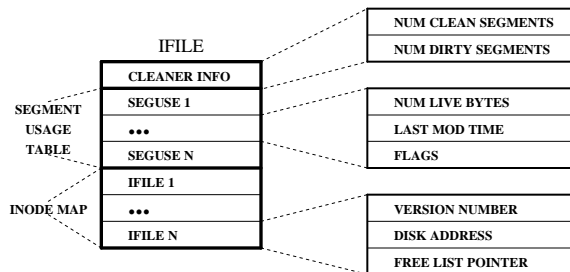 IFILE
CLEANER INFO
SEGUSE 1
•••
SEGUSE N
IFILE 1
•••
IFILE N
SEGMENT
USAGE
TABLE
INODE MAP
NUM CLEAN SEGMENTS
NUM DIRTY SEGMENTS
NUM LIVE BYTES
LAST MOD TIME
FLAGS
VERSION NUMBER
DISK ADDRESS
FREE LIST POINTER